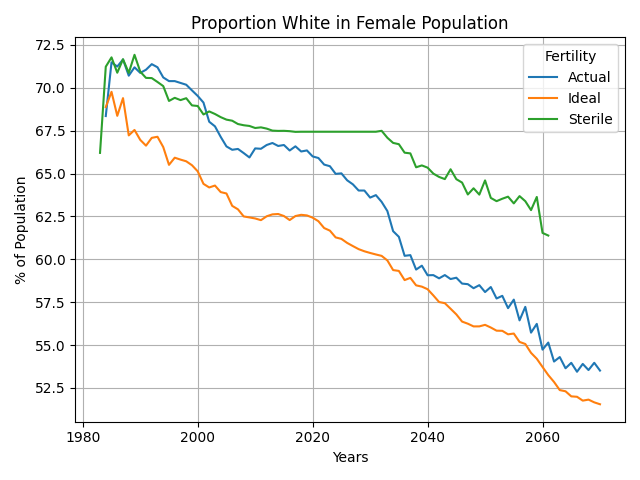 Proportion White in Female Population
% of Population
72.5
70.0
67.5
65.0
62.5
60.0
57.5
55.0
52.5
1980
2000
2020
2040
2060
Years
Fertility
Actual
Ideal
Sterile